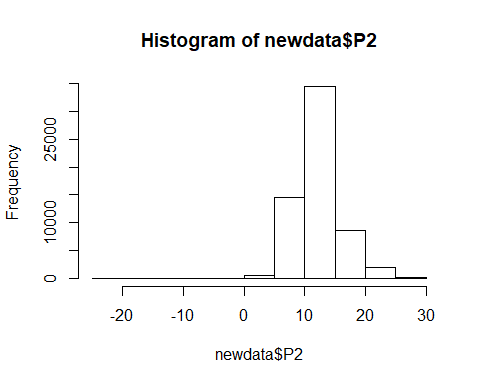 Histogram of newdata$P2
Frequency
25000
10000
0
-20 -10 0 10 20 30
newdata$P2